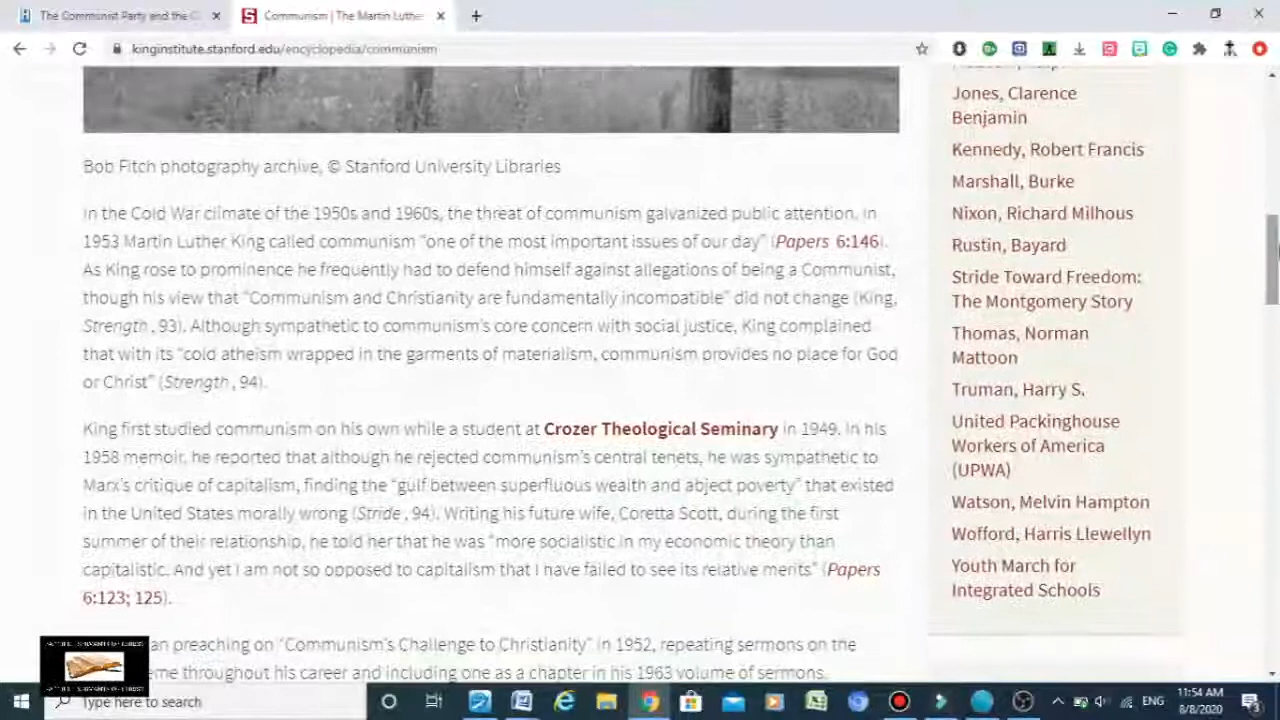 The Communist Party and the C
Communism | The Martin Luther
kinginstitute.stanford.edu/encyclopedia/communism
Bob Fitch photography archive, © Stanford University Libraries
In the Cold War climate of the 1950s and 1960s, the threat of communism galvanized public attention. In
1953 Martin Luther King called communism “one of the most important issues of our day” (Papers 6:146).
As King rose to prominence he frequently had to defend himself against allegations of being a Communist,
though his view that “Communism and Christianity are fundamentally incompatible” did not change (King,
Strength, 93). Although sympathetic to communism’s core concern with social justice, King complained
that with its “cold atheism wrapped in the garments of materialism, communism provides no place for God
or Christ” (Strength, 94).
King first studied communism on his own while a student at Crozer Theological Seminary in 1949. In his
1958 memoir, he reported that although he rejected communism’s central tenets, he was sympathetic to
Marx’s critique of capitalism, finding the “gulf between superfluous wealth and abject poverty” that existed
in the United States morally wrong (Stride, 94). Writing his future wife, Coretta Scott, during the first
summer of their relationship, he told her that he was “more socialistic in my economic theory than
capitalistic. And yet I am not so opposed to capitalism that I have failed to see its relative merits” (Papers
6:123; 125).
an preaching on “Communism’s Challenge to Christianity” in 1952, repeating sermons on the
eme throughout his career and including one as a chapter in his 1963 volume of sermons,
Jones, Clarence
Benjamin
Kennedy, Robert Francis
Marshall, Burke
Nixon, Richard Milhous
Rustin, Bayard
Stride Toward Freedom:
The Montgomery Story
Thomas, Norman
Mattoon
Truman, Harry S.
United Packinghouse
Workers of America
(UPWA)
Watson, Melvin Hampton
Wofford, Harris Llewellyn
Youth March for
Integrated Schools
Type here to search
ENG
11:54 AM
8/8/2020